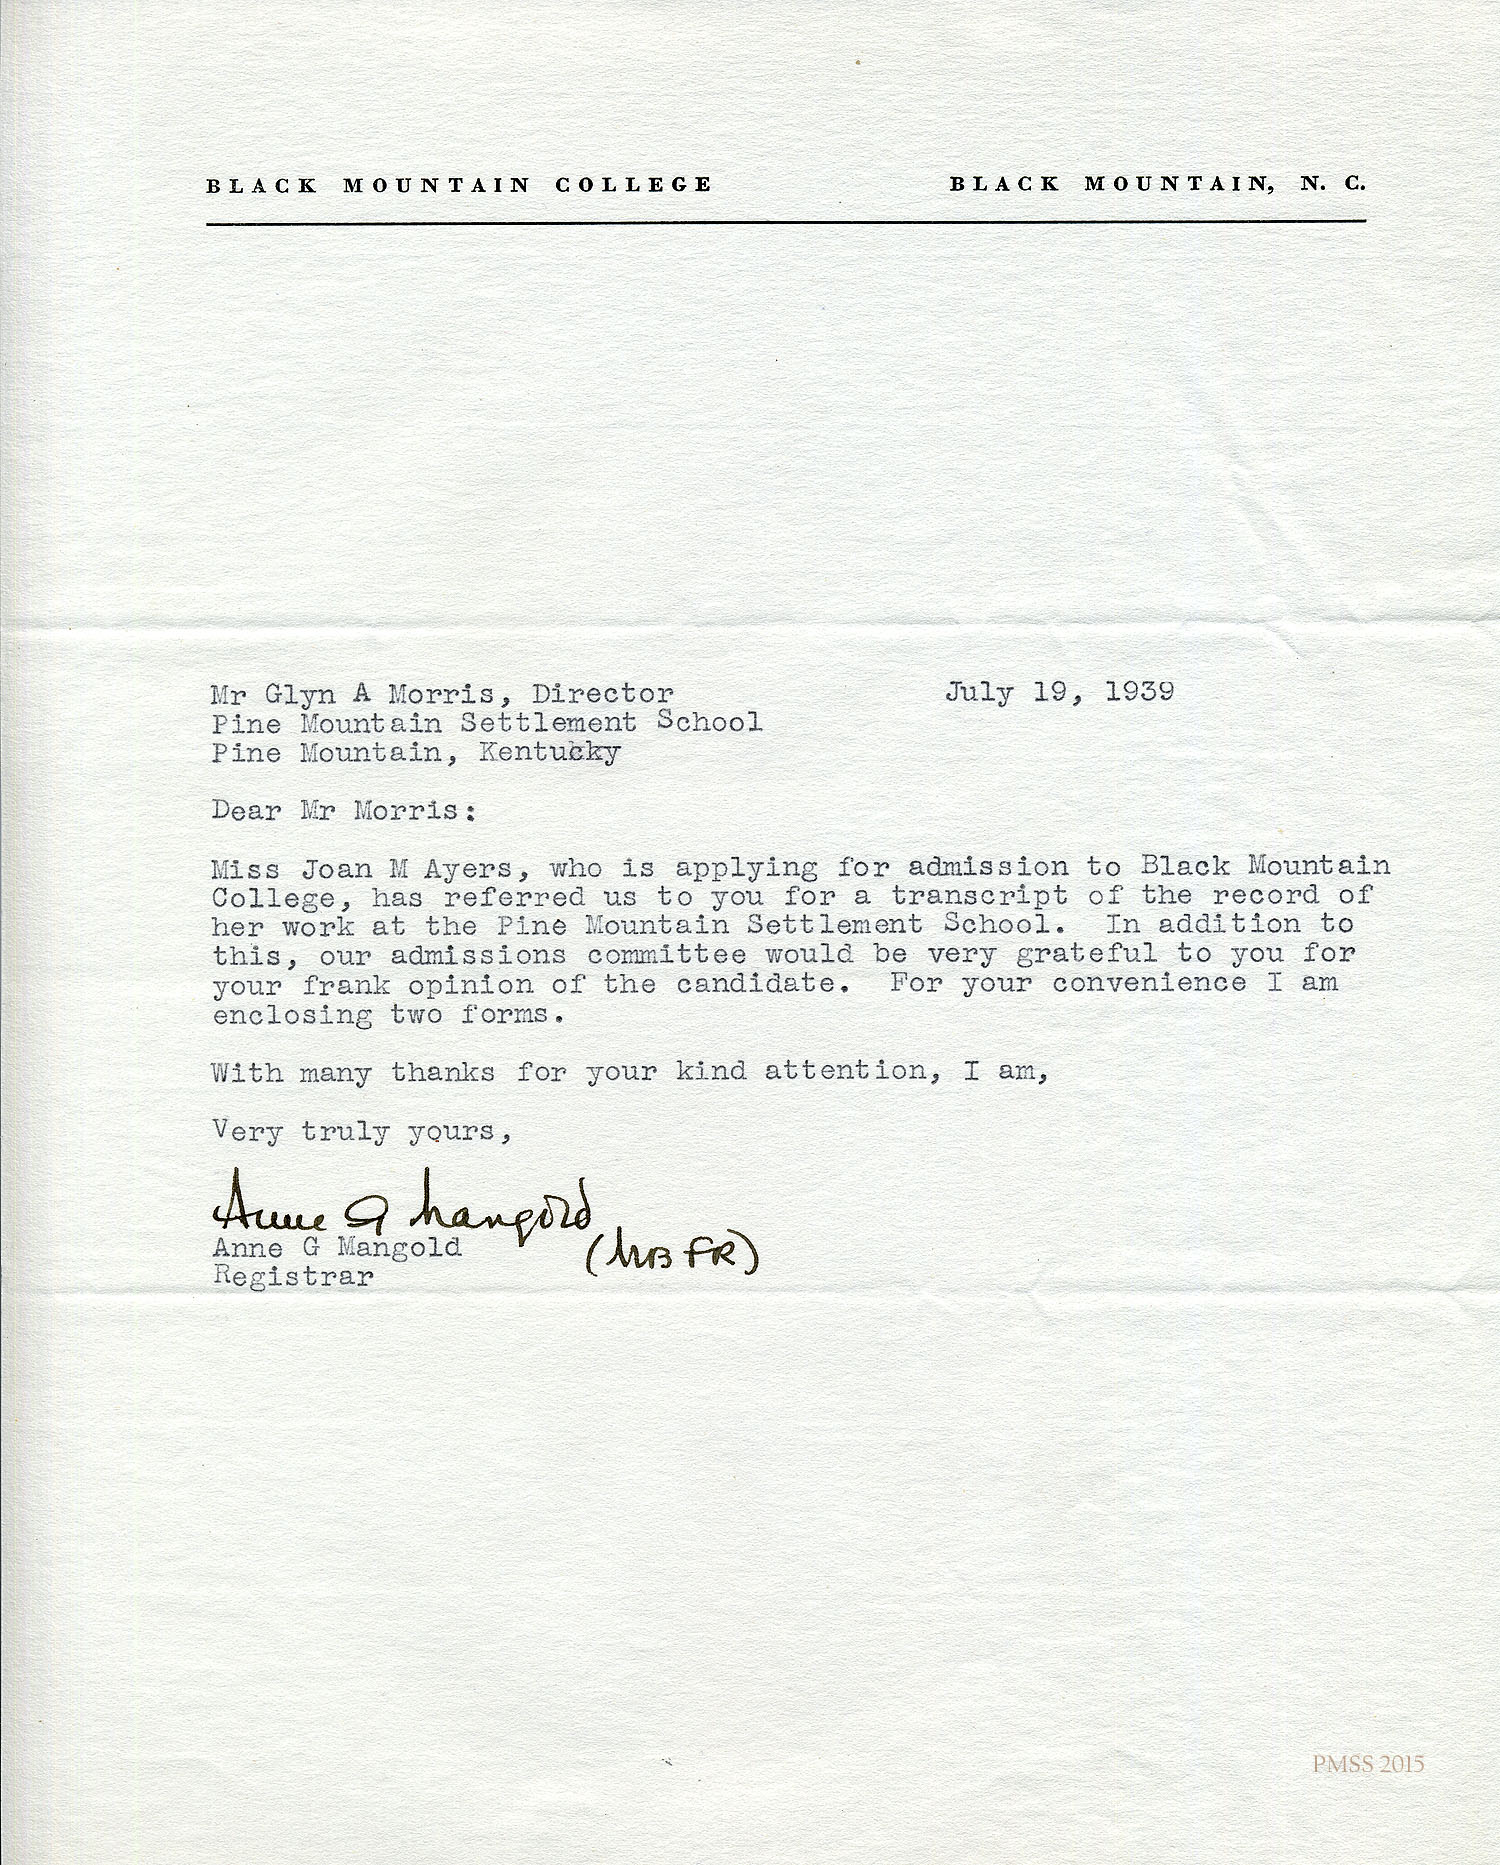 BLACK MOUNTAIN COLLEGE BLACK MOUNTAIN, N. C.
Mr Glyn A Morris, Director July 19, 1939
Pine Mountain Settlement School
Pine Mountain, Kentucky
Dear Mr Morris:
Miss Joan M Ayers, who is applying for admission to Black Mountain
College, has referred us to you for a transcript of the record of
her work at the Pine Mountain Settlement School. In addition to
this, our admissions committee would be very grateful to you for
your frank opinion of the candidate. For your convenience I am
enclosing two forms.
With many thanks for your kind attention, I am,
Very truly yours,
Anne G Mangold
Anne G Mangold
Registrar
PMSS 2015